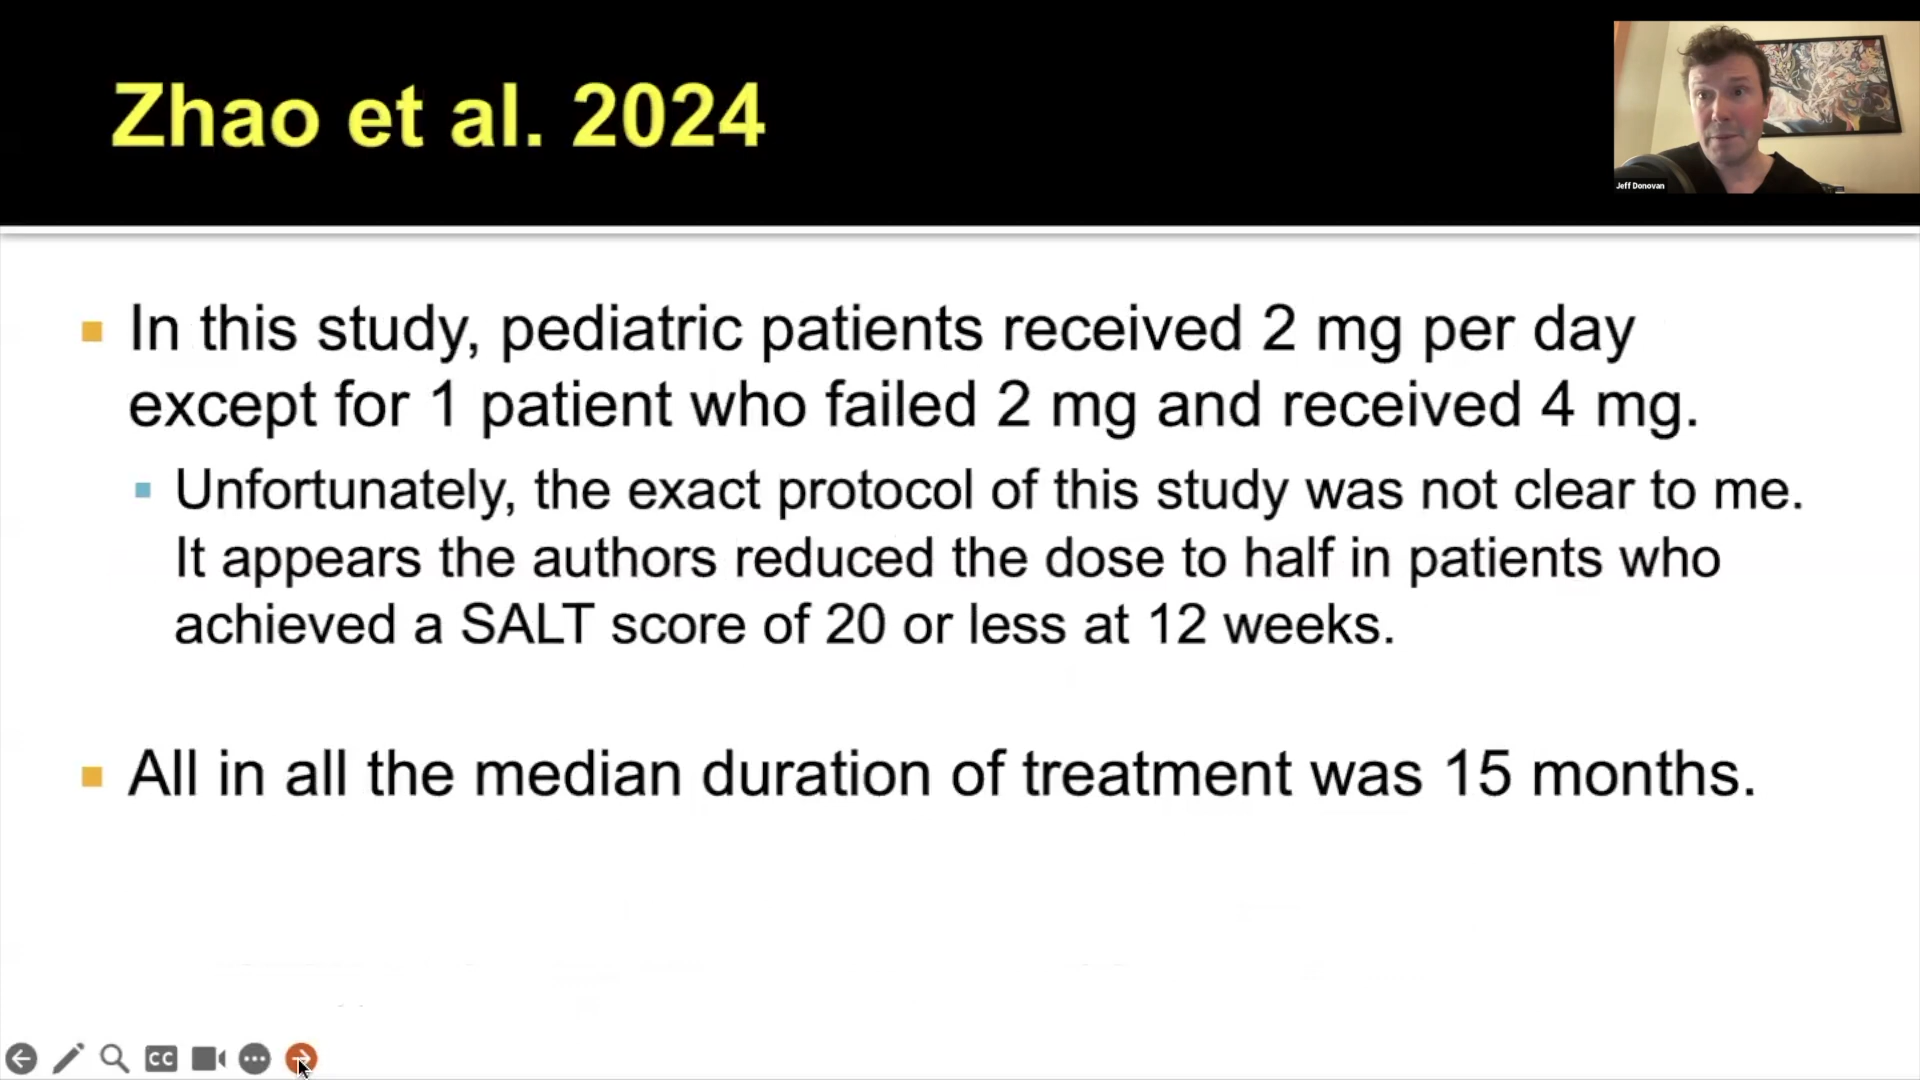 Zhao et al. 2024
Jeff Donovan
In this study, pediatric patients received 2 mg per day
except for 1 patient who failed 2 mg and received 4 mg.
Unfortunately, the exact protocol of this study was not clear to me.
It appears the authors reduced the dose to half in patients who
achieved a SALT score of 20 or less at 12 weeks.
All in all the median duration of treatment was 15 months.
CC